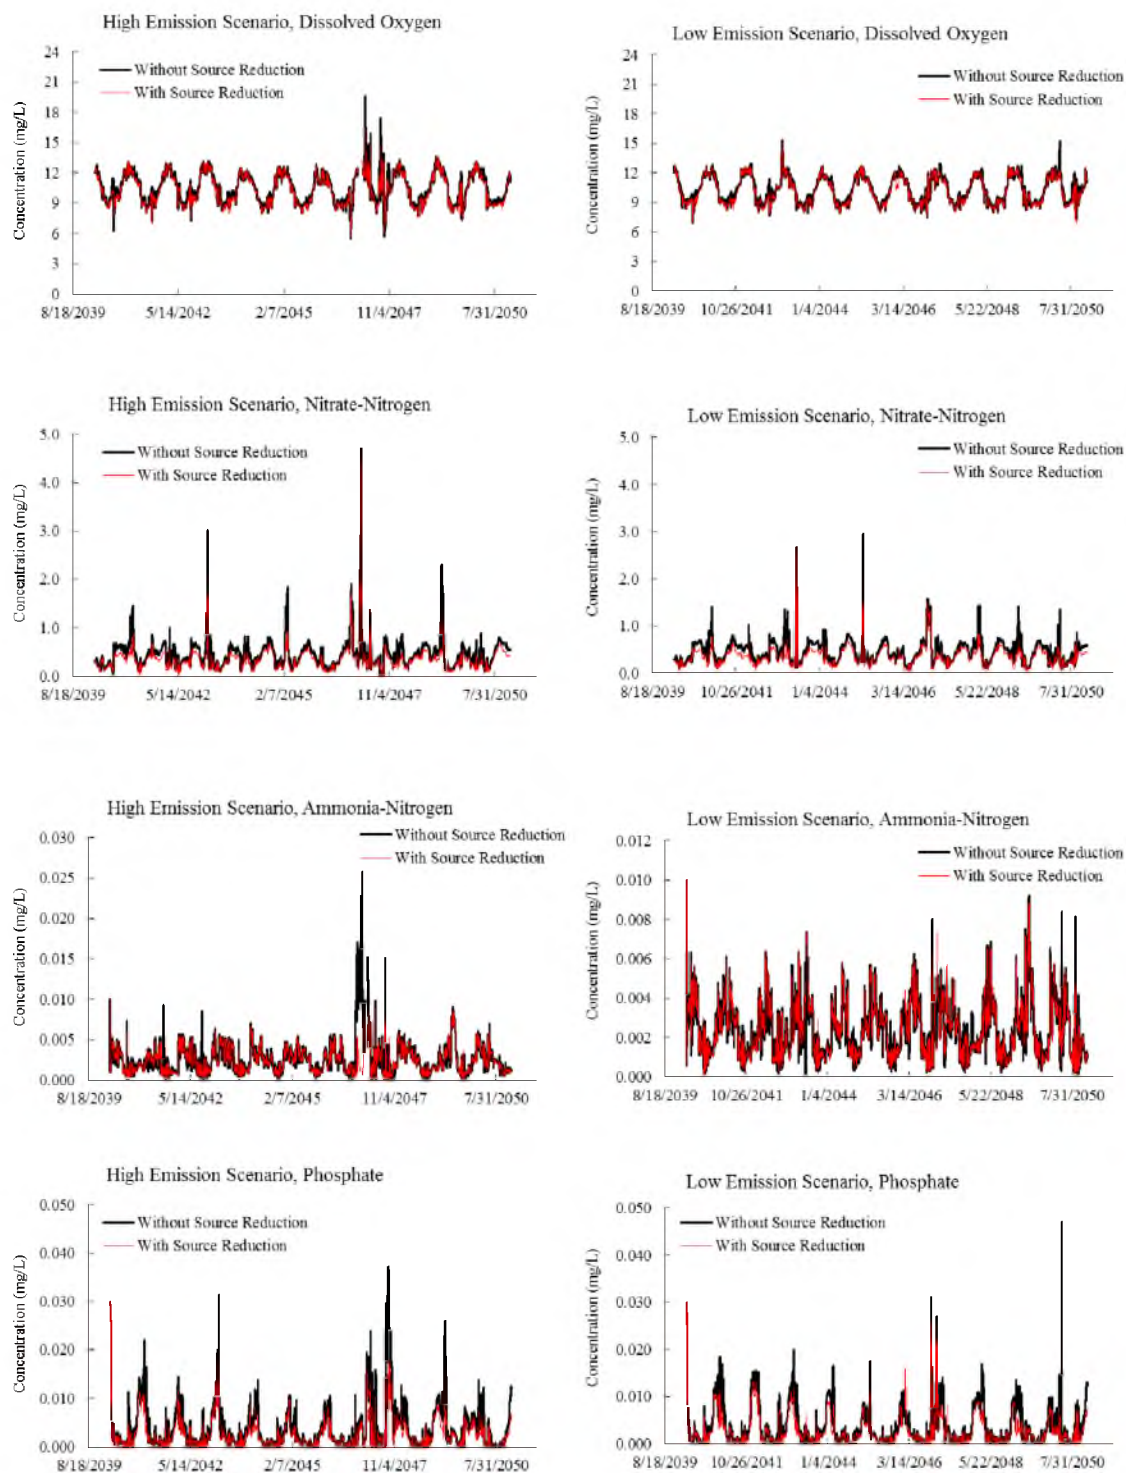 High Emission Scenario, Dissolved Oxygen
24
Without Source Reduction
21
With Source Reduction
18
15
12
9
6
3
0
Concentration (mg/L)
8/18/2039 5/14/2042 2/7/2045 11/4/2047 7/31/2050
Low Emission Scenario, Dissolved Oxygen
24
Without Source Reduction
21
With Source Reduction
18
15
12
9
6
3
0
Concentration (mg/L)
8/18/2039 10/26/2041 1/4/2044 3/14/2046 5/22/2048 7/31/2050
High Emission Scenario, Nitrate-Nitrogen
5.0
Without Source Reduction
With Source Reduction
4.0
3.0
2.0
1.0
0.0
Concentration (mg/L)
8/18/2039 5/14/2042 2/7/2045 11/4/2047 7/31/2050
Low Emission Scenario, Nitrate-Nitrogen
5.0
Without Source Reduction
With Source Reduction
4.0
3.0
2.0
1.0
0.0
Concentration (mg/L)
8/18/2039 10/26/2041 1/4/2044 3/14/2046 5/22/2048 7/31/2050
High Emission Scenario, Ammonia-Nitrogen
0.030
Without Source Reduction
With Source Reduction
0.025
0.020
0.015
0.010
0.005
0.000
Concentration (mg/L)
8/18/2039 5/14/2042 2/7/2045 11/4/2047 7/31/2050
Low Emission Scenario, Ammonia-Nitrogen
0.012
Without Source Reduction
With Source Reduction
0.010
0.008
0.006
0.004
0.002
0.000
Concentration (mg/L)
8/18/2039 10/26/2041 1/4/2044 3/14/2046 5/22/2048 7/31/2050
High Emission Scenario, Phosphate
0.050
Without Source Reduction
With Source Reduction
0.040
0.030
0.020
0.010
0.000
Concentration (mg/L)
8/18/2039 5/14/2042 2/7/2045 11/4/2047 7/31/2050
Low Emission Scenario, Phosphate
0.050
Without Source Reduction
With Source Reduction
0.040
0.030
0.020
0.010
0.000
Concentration (mg/L)
8/18/2039 10/26/2041 1/4/2044 3/14/2046 5/22/2048 7/31/2050